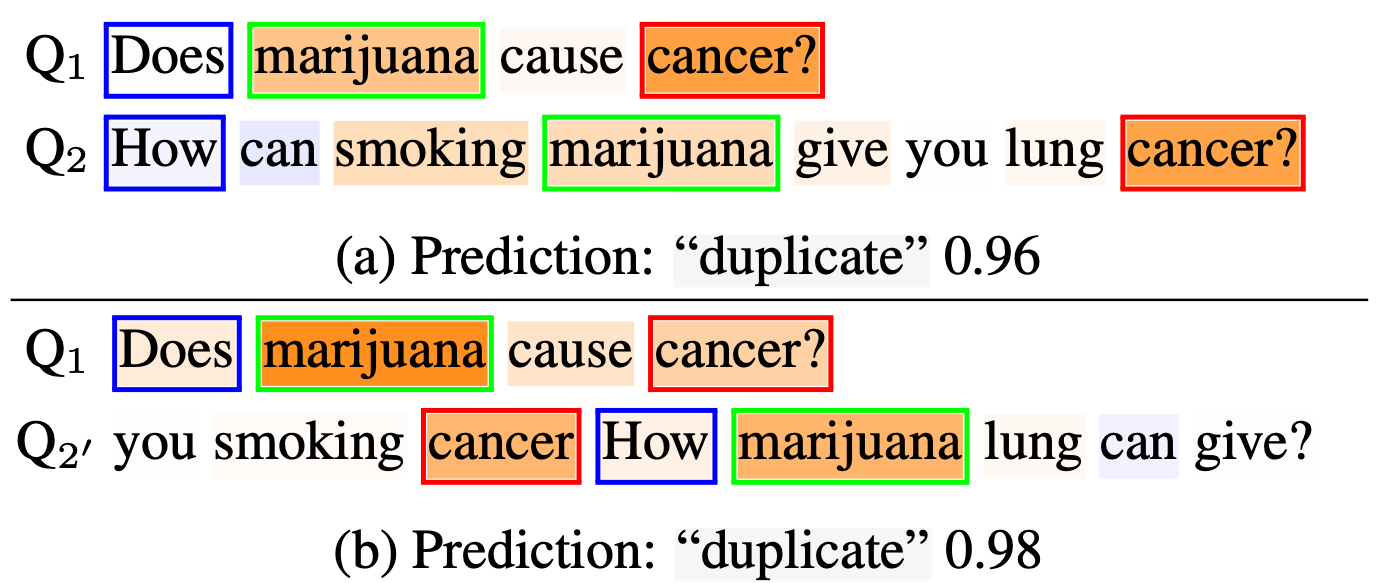 Q₁ Does marijuana cause cancer?
Q₂ How can smoking marijuana give you lung cancer?
(a) Prediction: “duplicate” 0.96
Q₁ Does marijuana cause cancer?
Q₂′ you smoking cancer How marijuana lung can give?
(b) Prediction: “duplicate” 0.98